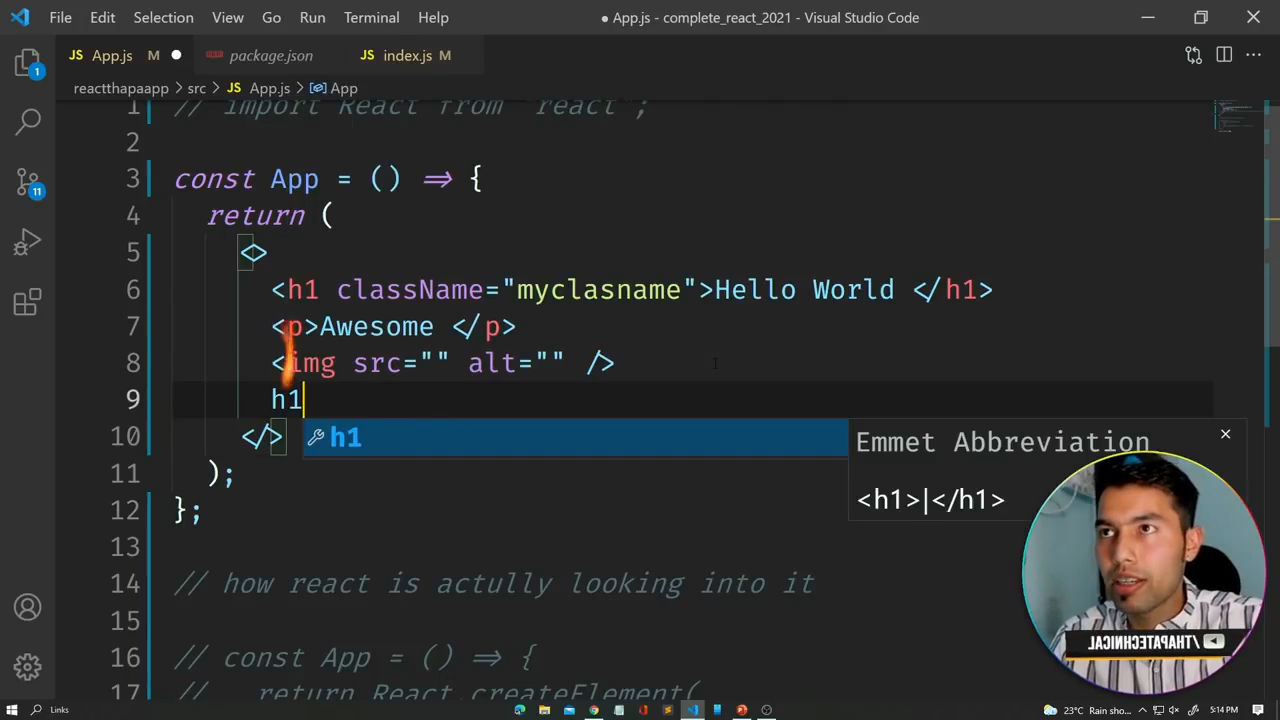 File Edit Selection View Go Run Terminal Help
● App.js - complete_react_2021 - Visual Studio Code
JS App.js M ●
package.json
JS index.js M
reactthapaapp > src > JS App.js > App
1 // import React from "react";
2
3 const App = () => {
4 return (
5 <>
6 <h1 className="myclasname">Hello World </h1>
7 <p>Awesome </p>
8 <img src="" alt="" />
9 h1
10 </>
11 );
12 };
13
14 // how react is actully looking into it
15
16 // const App = () => {
17 // return React.createElement(
h1
Emmet Abbreviation
<h1>|</h1>
1
11
/THAPATECHNICAL
Links
23°C Rain sho...
5:14 PM